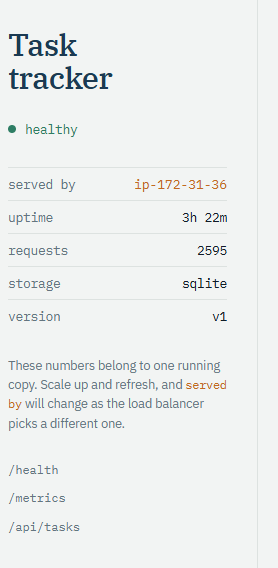 Task
tracker
healthy
served by ip-172-31-36
uptime 3h 22m
requests 2595
storage sqlite
version v1
These numbers belong to one running
copy. Scale up and refresh, and served
by will change as the load balancer
picks a different one.
/health
/metrics
/api/tasks